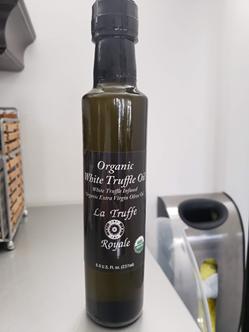 Organic
White Truffle Oil
White Truffle Infused
Organic Extra Virgin Olive Oil
La Truffe
Royale